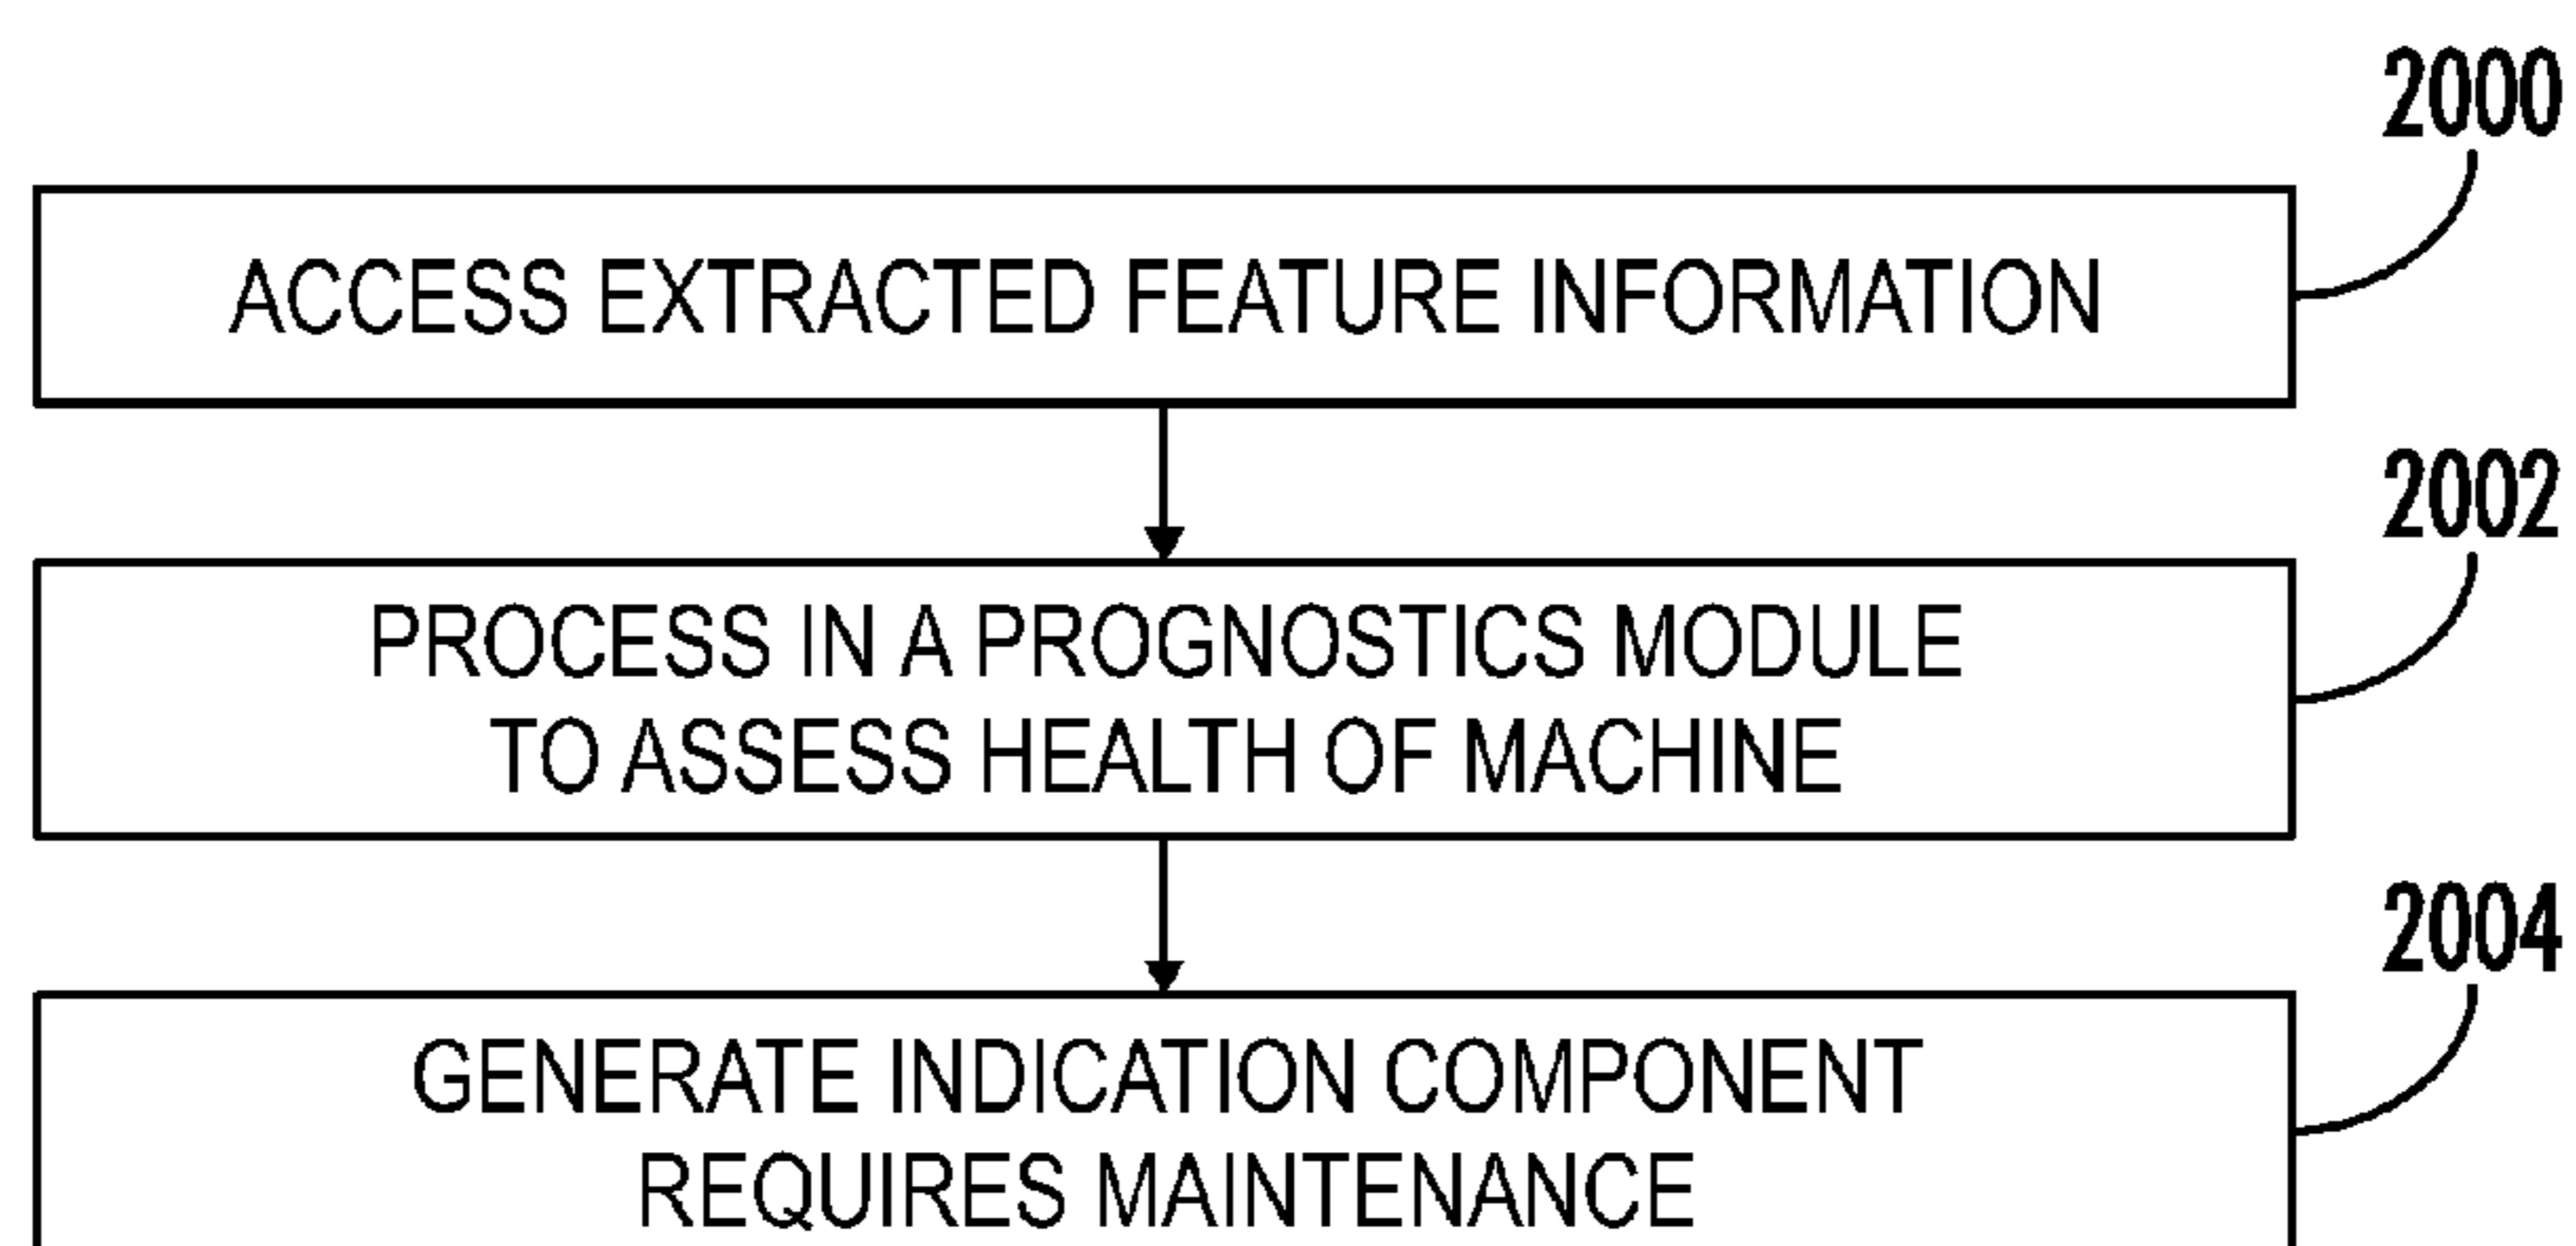 2000
ACCESS EXTRACTED FEATURE INFORMATION
2002
PROCESS IN A PROGNOSTICS MODULE
TO ASSESS HEALTH OF MACHINE
2004
GENERATE INDICATION COMPONENT
REQUIRES MAINTENANCE